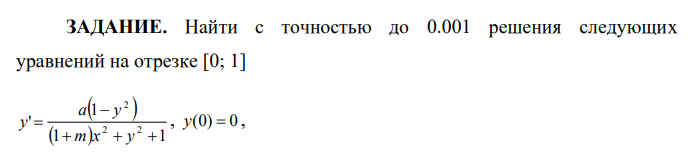 ЗАДАНИЕ. Найти с точностью до 0.001 решения следующих
уравнений на отрезке [0; 1]
y'= a(1− y²) / ((1+ m)x² + y² +1) , y(0) = 0 ,